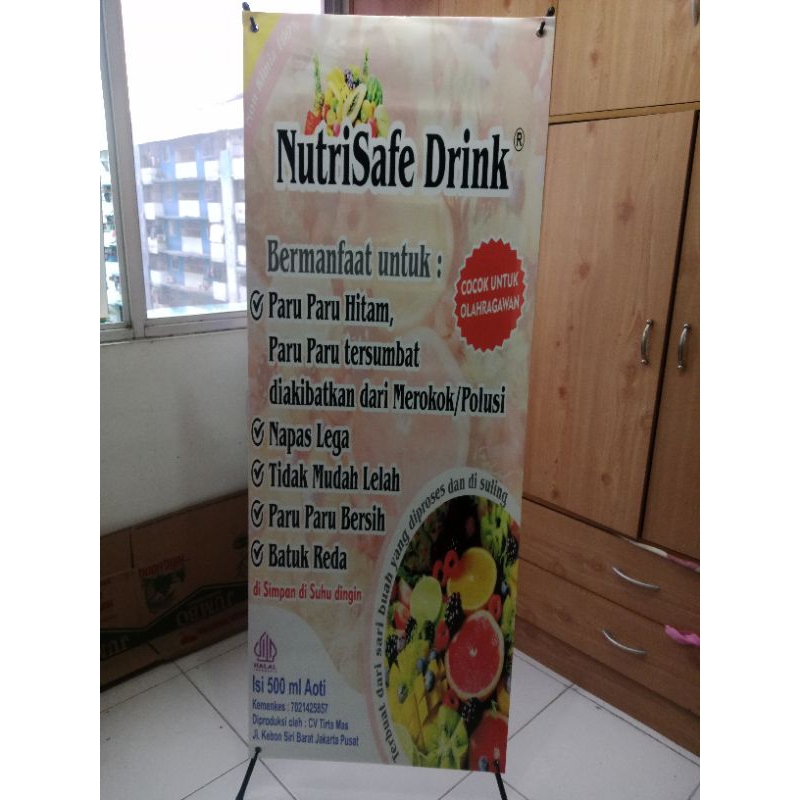 NutriSafe Drink®
Bermanfaat untuk :
COCOK UNTUK
OLAHRAGAWAN
Paru Paru Hitam,
Paru Paru tersumbat
diakibatkan dari Merokok/Polusi
Napas Lega
Tidak Mudah Lelah
Paru Paru Bersih
Batuk Reda
di Simpan di Suhu dingin
Terbuat dari sari buah yang diproses dan di suling
HALAL
Isi 500 ml Aoti
Kemenkes : 7021425857
Diproduksi oleh : CV Tirta Mas
Jl. Kebon Siri Barat Jakarta Pusat